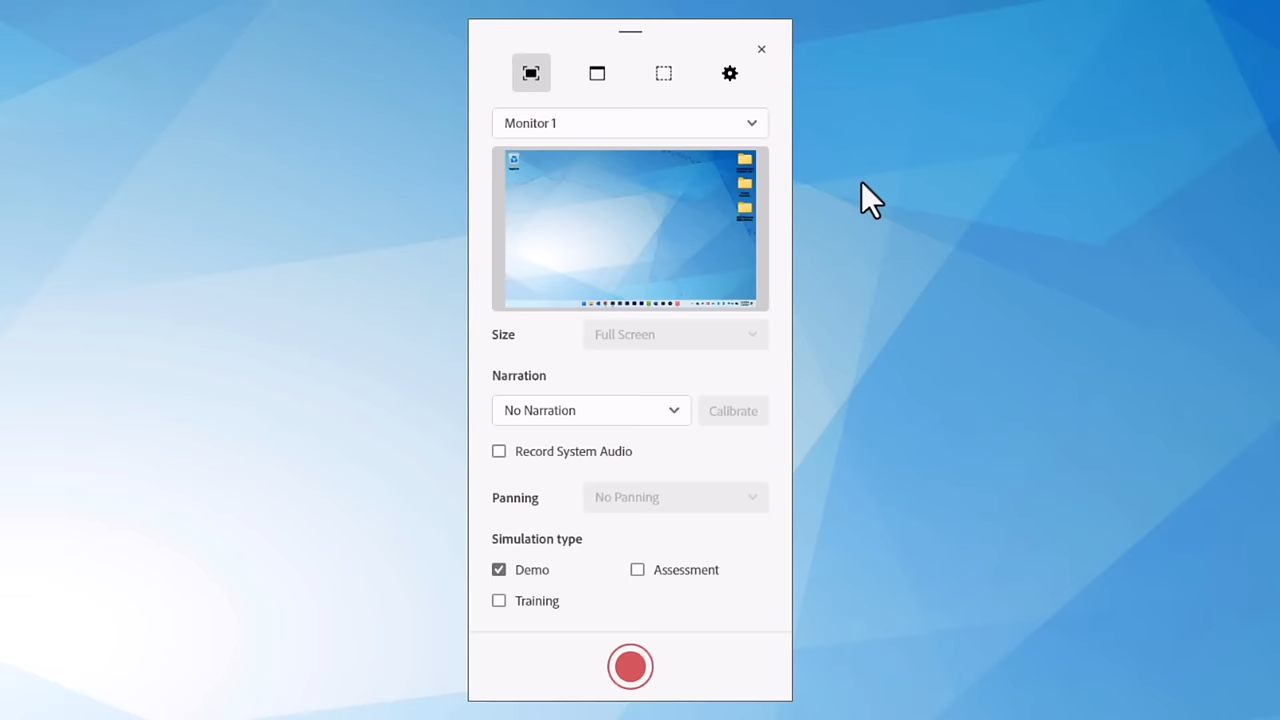 Monitor 1
Size
Full Screen
Narration
No Narration
Calibrate
Record System Audio
Panning
No Panning
Simulation type
Demo
Assessment
Training